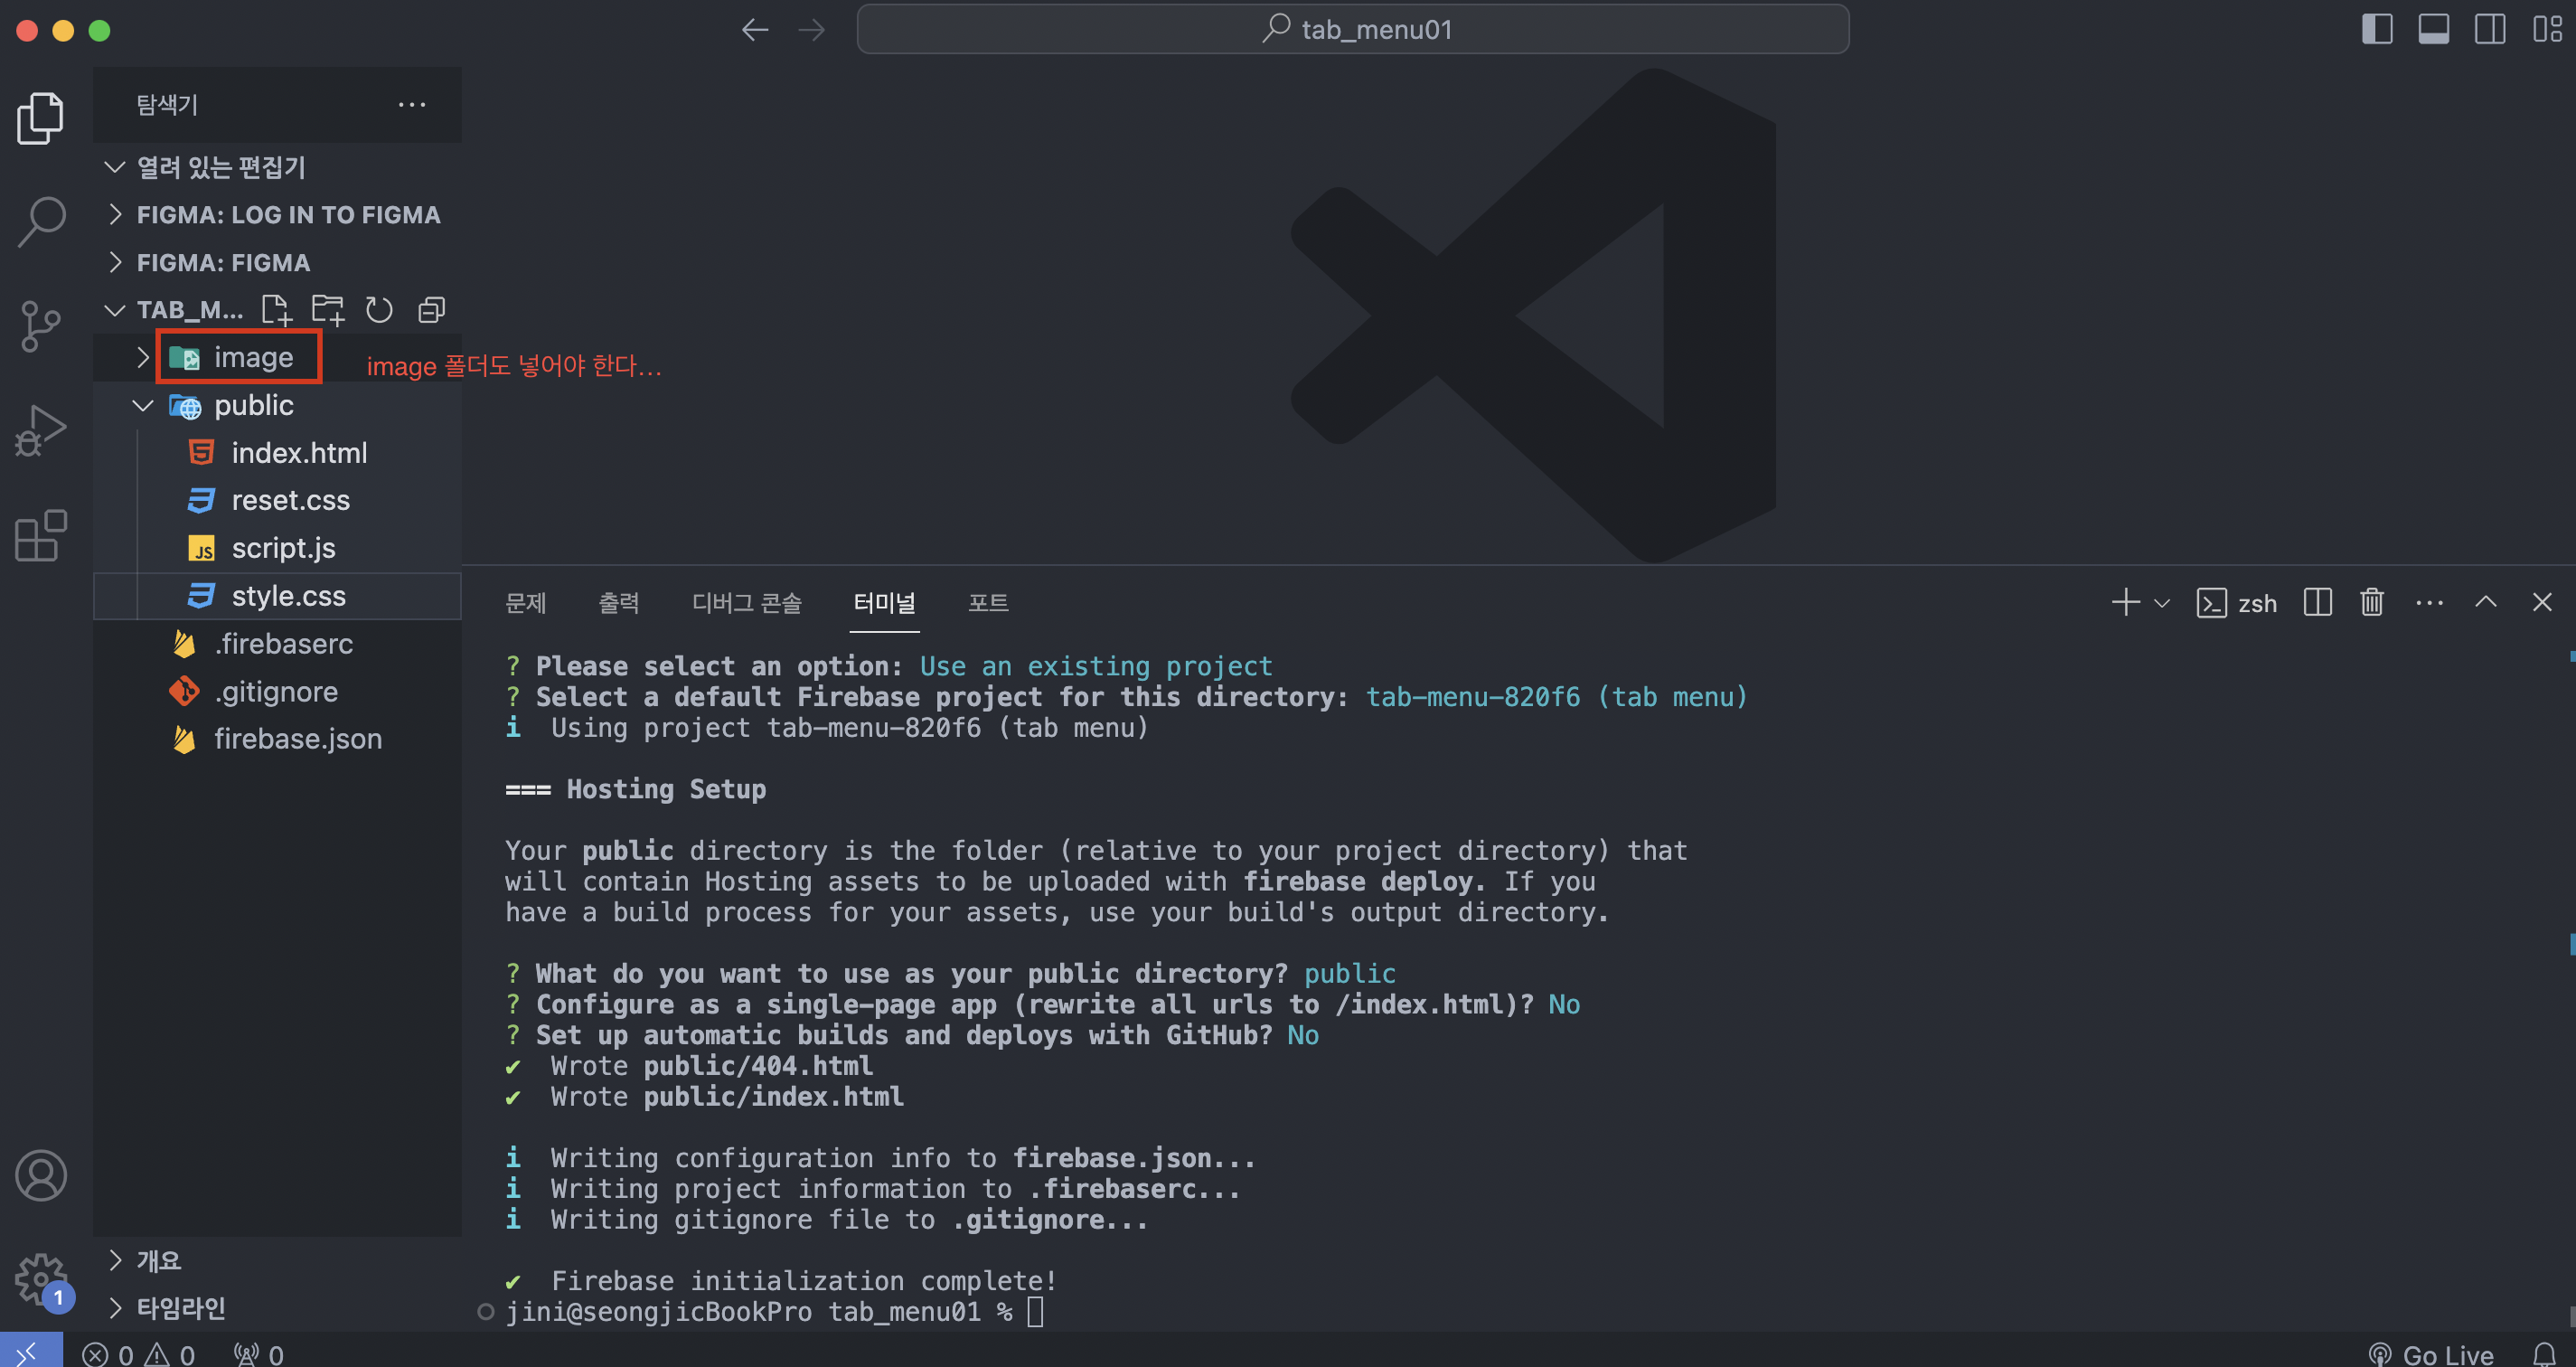 tab_menu01
탐색기
열려 있는 편집기
FIGMA: LOG IN TO FIGMA
FIGMA: FIGMA
TAB_M...
image
image 폴더도 넣어야 한다...
public
index.html
reset.css
JS script.js
style.css
.firebaserc
.gitignore
firebase.json
개요
타임라인
문제 출력 디버그 콘솔 터미널 포트
zsh
? Please select an option: Use an existing project
? Select a default Firebase project for this directory: tab-menu-820f6 (tab menu)
i Using project tab-menu-820f6 (tab menu)
=== Hosting Setup
Your public directory is the folder (relative to your project directory) that
will contain Hosting assets to be uploaded with firebase deploy. If you
have a build process for your assets, use your build's output directory.
? What do you want to use as your public directory? public
? Configure as a single-page app (rewrite all urls to /index.html)? No
? Set up automatic builds and deploys with GitHub? No
✔ Wrote public/404.html
✔ Wrote public/index.html
i Writing configuration info to firebase.json...
i Writing project information to .firebaserc...
i Writing gitignore file to .gitignore...
✔ Firebase initialization complete!
jini@seongjicBookPro tab_menu01 %
1
0 0 0
Go Live